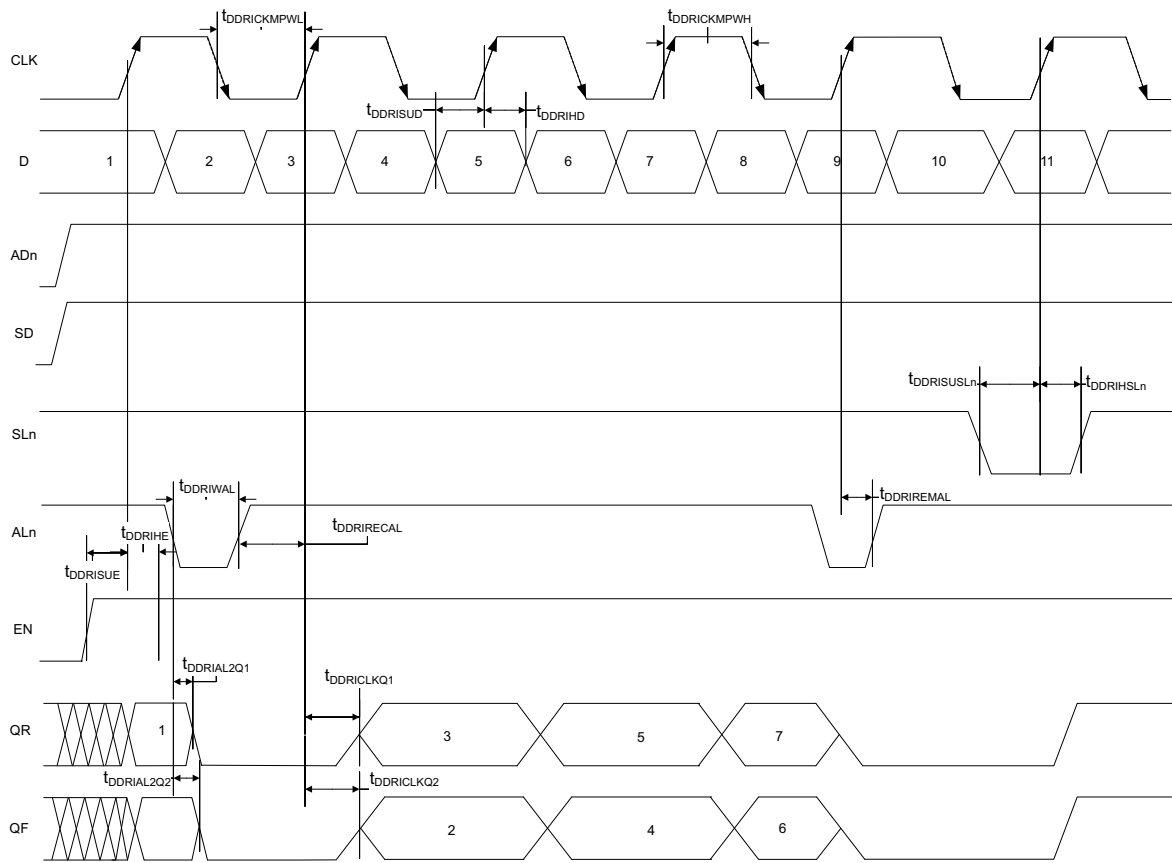 tDDRICKMPWL
tDDRICKMPWH
CLK
tDDRISUD
tDDRIHD
D
1 2 3 4 5 6 7 8 9 10 11
ADn
SD
tDDRISUSLn
tDDRIHSLn
SLn
tDDRIWAL
tDDRIREMAL
ALn
tDDRIHE
tDDRIRECAL
tDDRISUE
EN
tDDRIAL2Q1
tDDRICLKQ1
QR
1 3 5 7
tDDRIAL2Q2
tDDRICLKQ2
QF
2 4 6